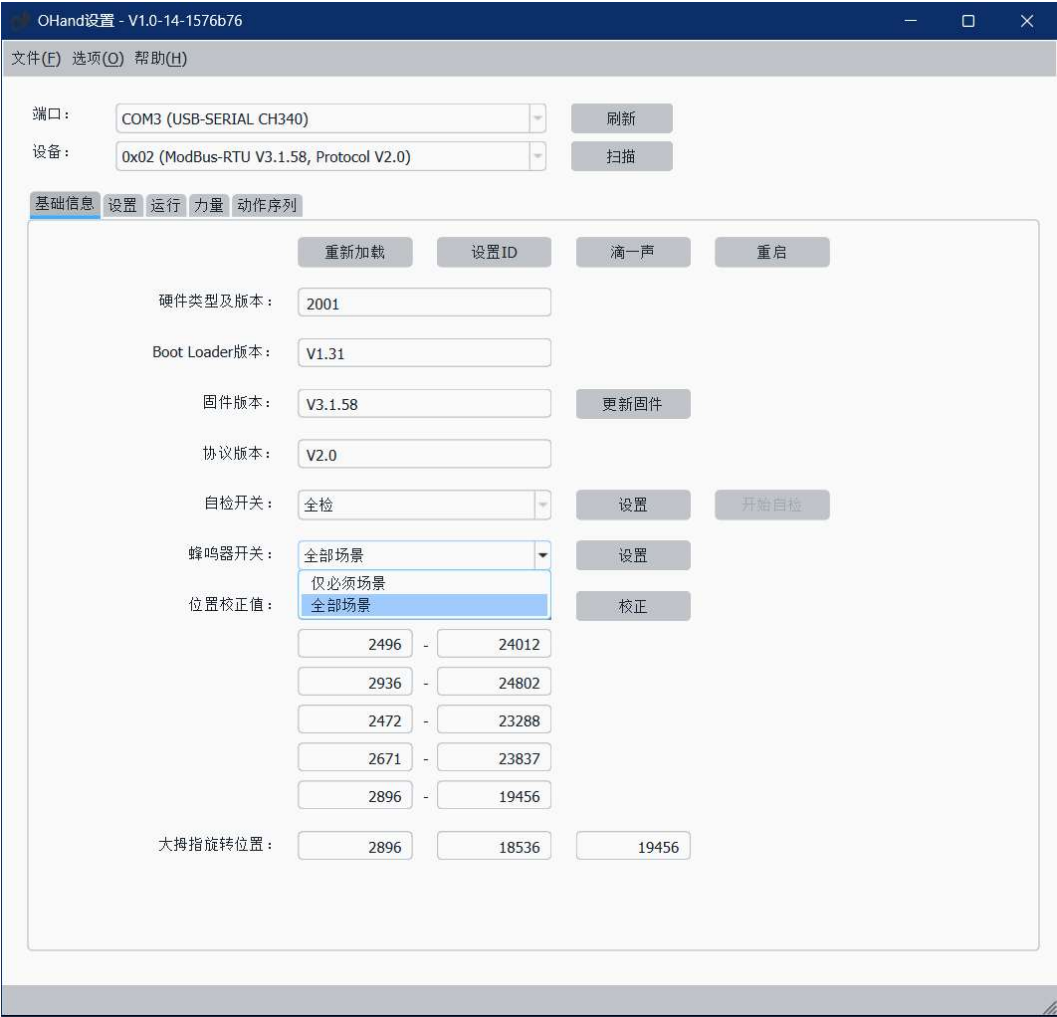 OHand设置 - V1.0-14-1576b76
文件(F) 选项(O) 帮助(H)
端口： COM3 (USB-SERIAL CH340) 刷新
设备： 0x02 (ModBus-RTU V3.1.58, Protocol V2.0) 扫描
基础信息 设置 运行 力量 动作序列
重新加载 设置ID 滴一声 重启
硬件类型及版本： 2001
Boot Loader版本： V1.31
固件版本： V3.1.58 更新固件
协议版本： V2.0
自检开关： 全检 设置 开始自检
蜂鸣器开关： 全部场景 设置
仅必须场景
位置校正值： 全部场景 校正
2496 - 24012
2936 - 24802
2472 - 23288
2671 - 23837
2896 - 19456
大拇指旋转位置： 2896 18536 19456